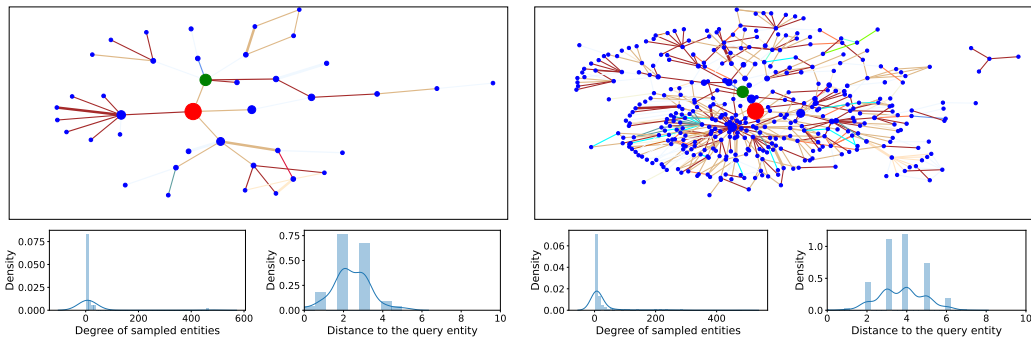 0.075
0.050
0.025
0.000
Density
0 200 400 600
Degree of sampled entities
0.75
0.50
0.25
0.00
Density
0 2 4 6 8 10
Distance to the query entity
0.06
0.04
0.02
0.00
Density
0 200 400
Degree of sampled entities
1.0
0.5
0.0
Density
0 2 4 6 8 10
Distance to the query entity